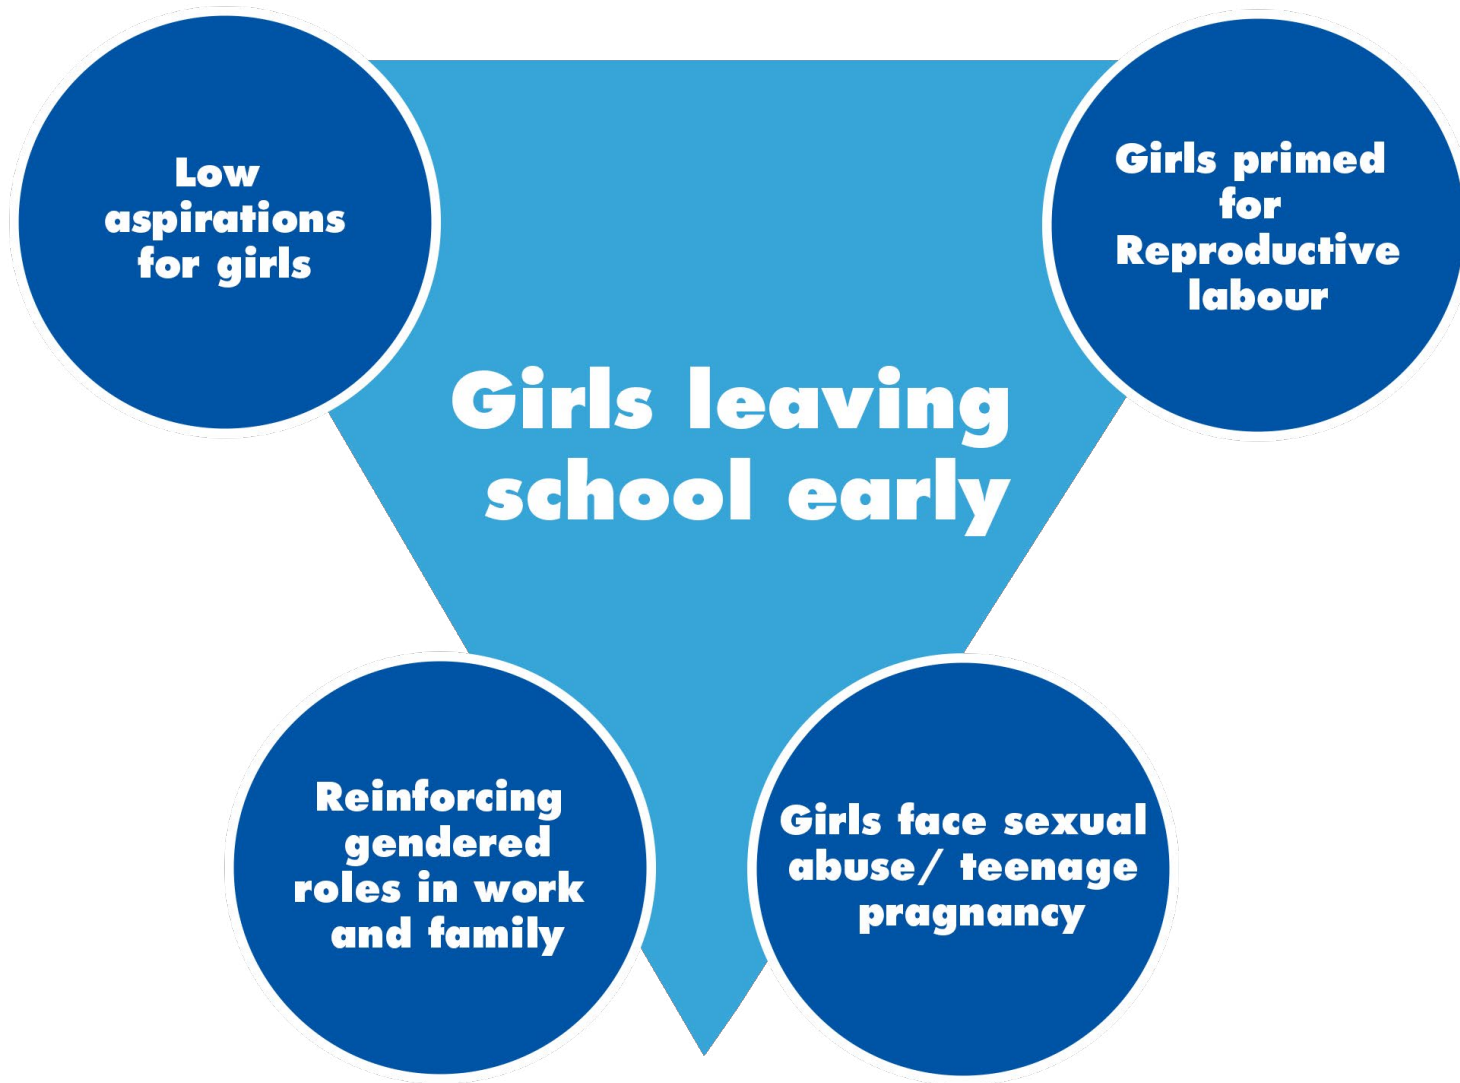 Low
aspirations
for girls
Girls primed
for
Reproductive
labour
Girls leaving
school early
Reinforcing
gendered
roles in work
and family
Girls face sexual
abuse/ teenage
pragnancy